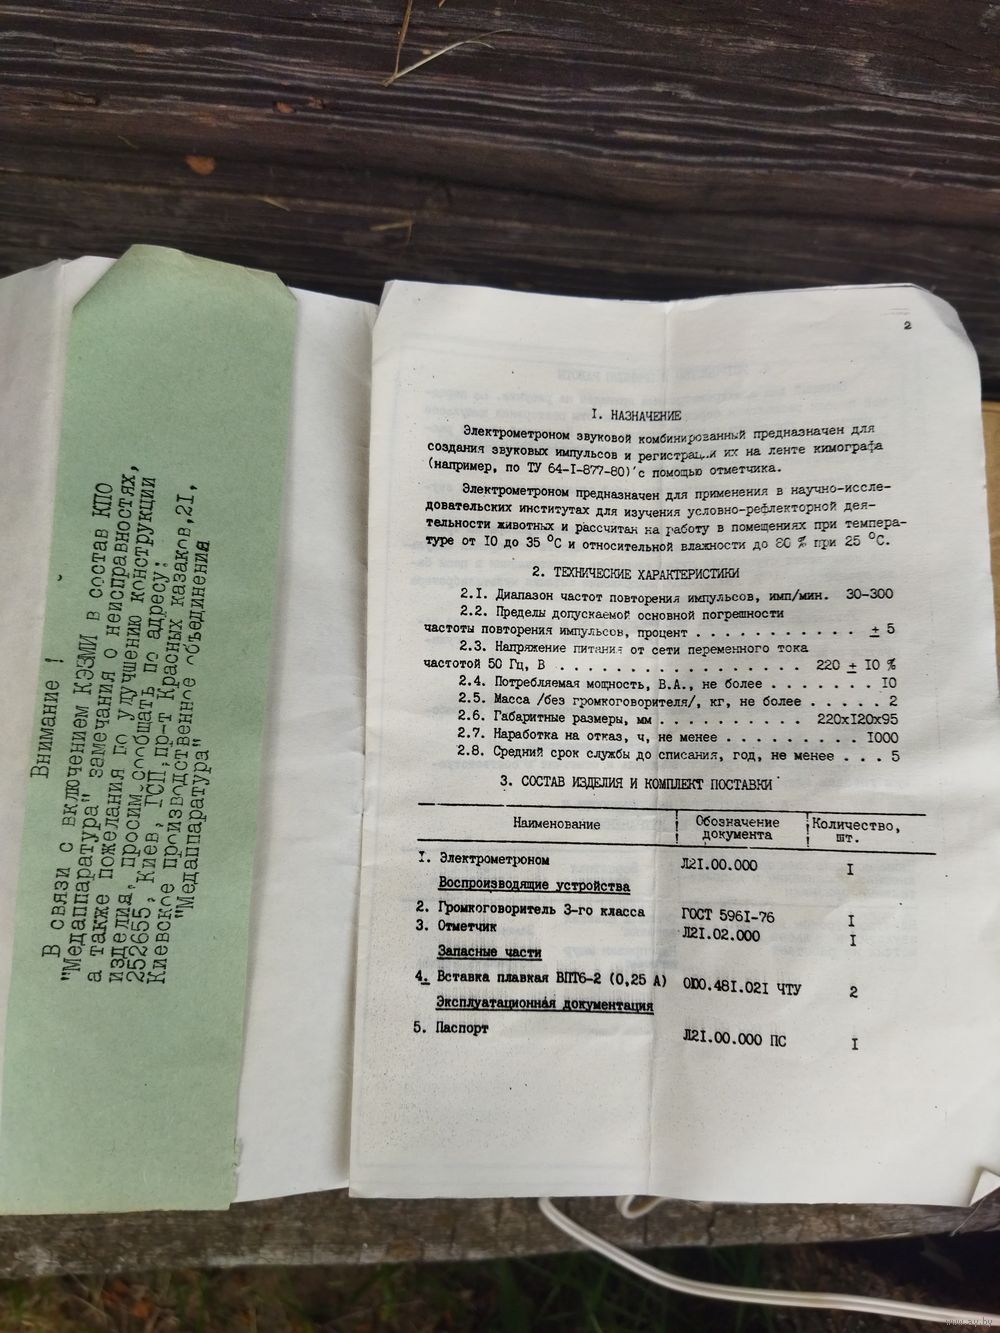 Внимание !
В связи с включением КЭЗМИ в состав КПО
"Медаппаратура" замечания о неисправностях,
а также пожелания по улучшению конструкции
изделия, просим сообщать по адресу:
252655, Киев, ГСП, пр-т Красных казаков, 21,
Киевское производственное объединения
"Медаппаратура"
2
I. НАЗНАЧЕНИЕ
Электрометроном звуковой комбинированный предназначен для
создания звуковых импульсов и регистрации их на ленте кимографа
(например, по ТУ 64-I-877-80) с помощью отметчика.
Электрометроном предназначен для применения в научно-иссле-
довательских институтах для изучения условно-рефлекторной дея-
тельности животных и рассчитан на работу в помещениях при темпера-
туре от I0 до 35 °С и относительной влажности до 80 % при 25 °С.
2. ТЕХНИЧЕСКИЕ ХАРАКТЕРИСТИКИ
2.I. Диапазон частот повторения импульсов, имп/мин. 30-300
2.2. Пределы допускаемой основной погрешности
частоты повторения импульсов, процент . . . . . . . . . . . ± 5
2.3. Напряжение питания от сети переменного тока
частотой 50 Гц, В . . . . . . . . . . . . . . . . . 220 ± I0 %
2.4. Потребляемая мощность, В.А., не более . . . . . . . I0
2.5. Масса /без громкоговорителя/, кг, не более . . . . . 2
2.6. Габаритные размеры, мм . . . . . . . . . . 220xI20x95
2.7. Наработка на отказ, ч, не менее . . . . . . . . . I000
2.8. Средний срок службы до списания, год, не менее . . . 5
3. СОСТАВ ИЗДЕЛИЯ И КОМПЛЕКТ ПОСТАВКИ
Наименование Обозначение документа Количество, шт.
I. Электрометроном Л2I.00.000 I
Воспроизводящие устройства
2. Громкоговоритель 3-го класса ГОСТ 596I-76 I
3. Отметчик Л2I.02.000 I
Запасные части
4. Вставка плавкая ВПТ6-2 (0,25 А) ОЮ0.48I.02I ЧТУ 2
Эксплуатационная документация
5. Паспорт Л2I.00.000 ПС I
www.ay.by